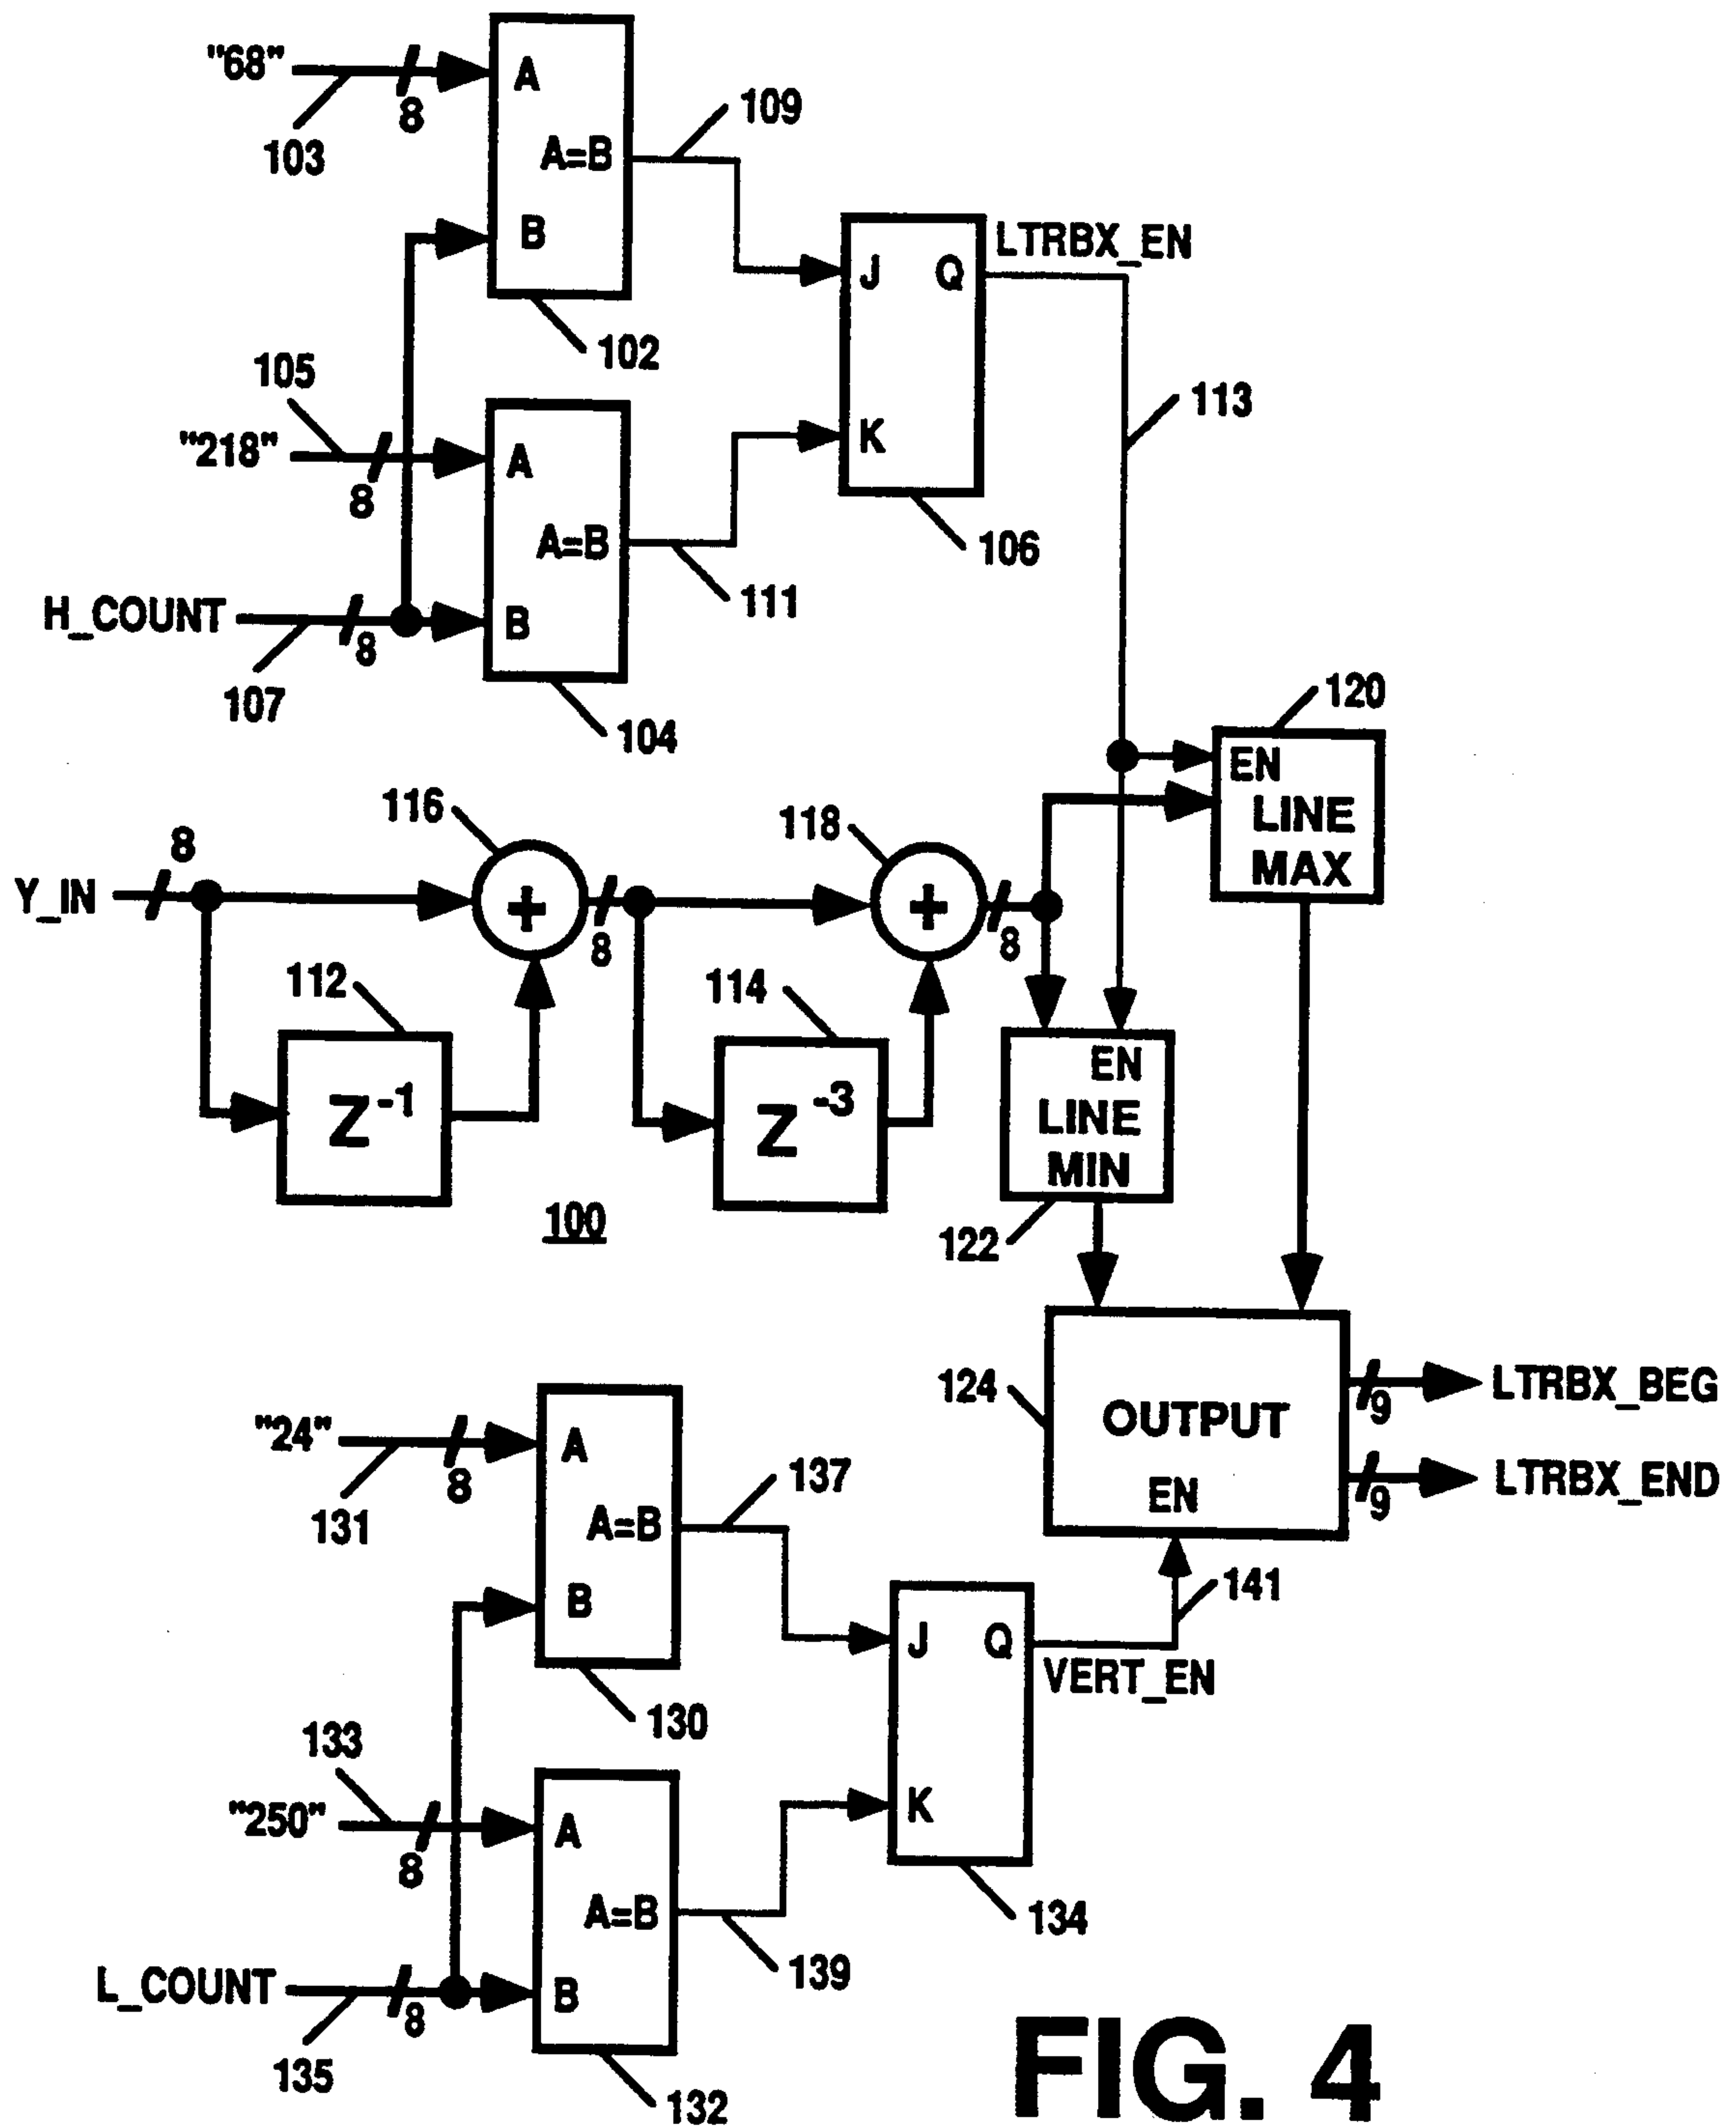 "68"
8
103
A
A=B
B
102
109
105
"218"
8
A
A=B
B
104
111
H_COUNT
8
107
J
Q
K
106
LTRBX_EN
113
120
EN
LINE
MAX
Y_IN
8
116
+
8
118
+
8
112
Z-1
114
Z-3
100
EN
LINE
MIN
122
124
OUTPUT
EN
9
LTRBX_BEG
9
LTRBX_END
"24"
8
131
A
A=B
B
130
137
133
"250"
8
A
A=B
B
132
139
L_COUNT
8
135
J
Q
K
134
VERT_EN
141
FIG. 4